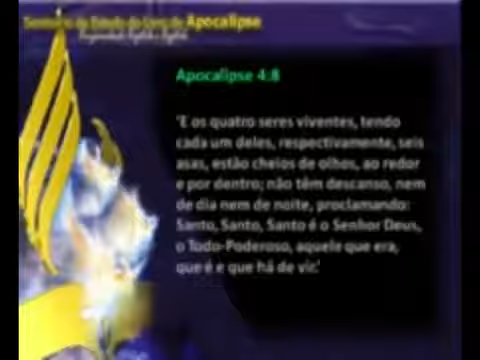 Seminário de Estudo do Livro de Apocalipse
Apocalipse 4:8
'E os quatro seres viventes, tendo
cada um deles, respectivamente, seis
asas, estão cheios de olhos, ao redor
e por dentro; não têm descanso, nem
de dia nem de noite, proclamando:
Santo, Santo, Santo é o Senhor Deus,
o Todo-Poderoso, aquele que era,
que é e que há de vir.'